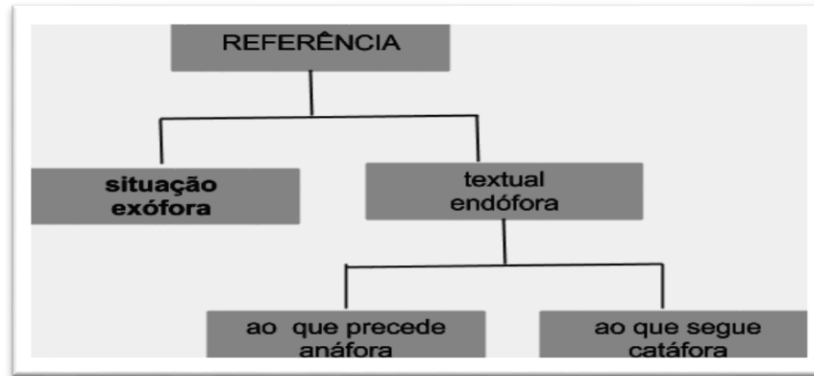 REFERÊNCIA
situação
exófora
textual
endófora
ao que precede
anáfora
ao que segue
catáfora